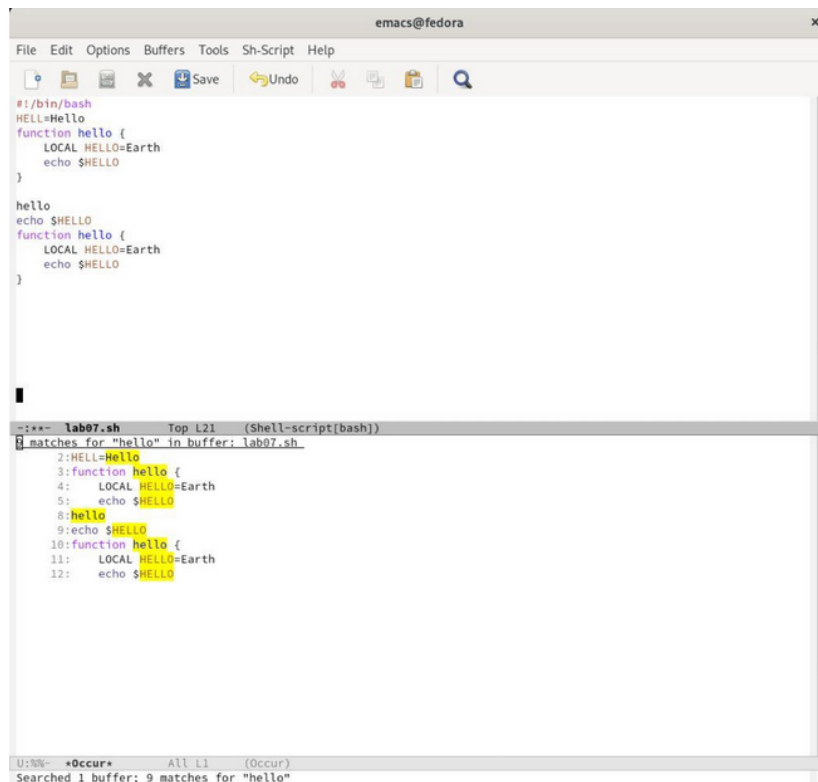 emacs@fedora
File Edit Options Buffers Tools Sh-Script Help
Save Undo
#!/bin/bash
HELL=Hello
function hello {
    LOCAL HELLO=Earth
    echo $HELLO
}
hello
echo $HELLO
function hello {
    LOCAL HELLO=Earth
    echo $HELLO
}
-:**- lab07.sh Top L21 (Shell-script[bash])
9 matches for "hello" in buffer: lab07.sh
2:HELL=Hello
3:function hello {
4:    LOCAL HELLO=Earth
5:    echo $HELLO
8:hello
9:echo $HELLO
10:function hello {
11:    LOCAL HELLO=Earth
12:    echo $HELLO
U:%%- *Occur* All L1 (Occur)
Searched 1 buffer; 9 matches for "hello"